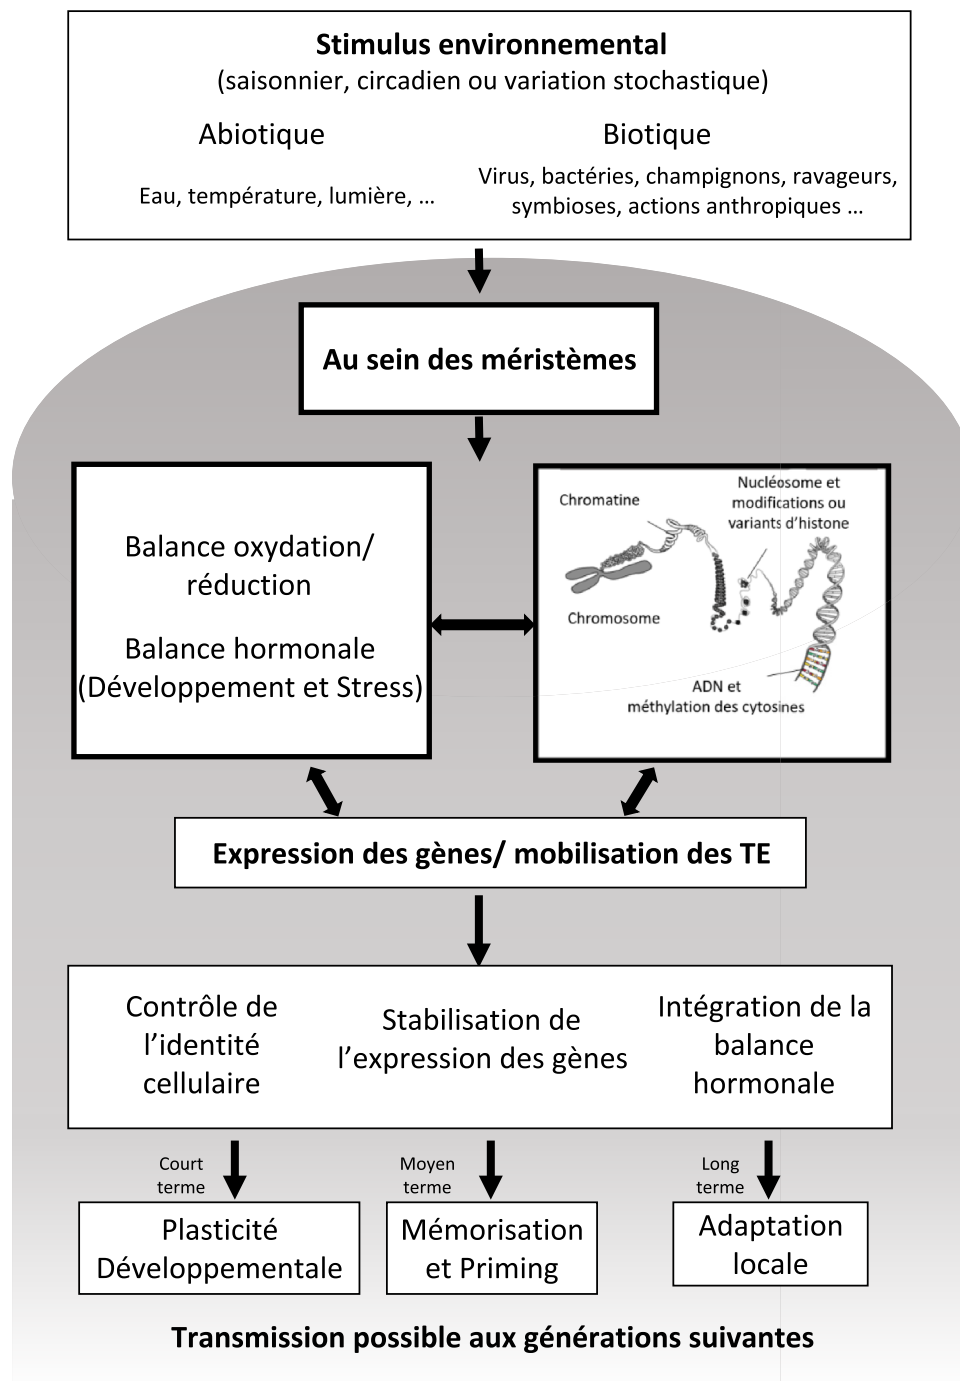 Stimulus environnemental
(saisonnier, circadien ou variation stochastique)
Abiotique
Biotique
Eau, température, lumière, …
Virus, bactéries, champignons, ravageurs,
symbioses, actions anthropiques …
Au sein des méristèmes
Balance oxydation/
réduction
Balance hormonale
(Développement et Stress)
Chromatine
Nucléosome et
modifications ou
variants d’histone
Chromosome
ADN et
méthylation des cytosines
Expression des gènes/ mobilisation des TE
Contrôle de
l’identité
cellulaire
Stabilisation de
l’expression des gènes
Intégration de la
balance
hormonale
Court
terme
Moyen
terme
Long
terme
Plasticité
Développementale
Mémorisation
et Priming
Adaptation
locale
Transmission possible aux générations suivantes